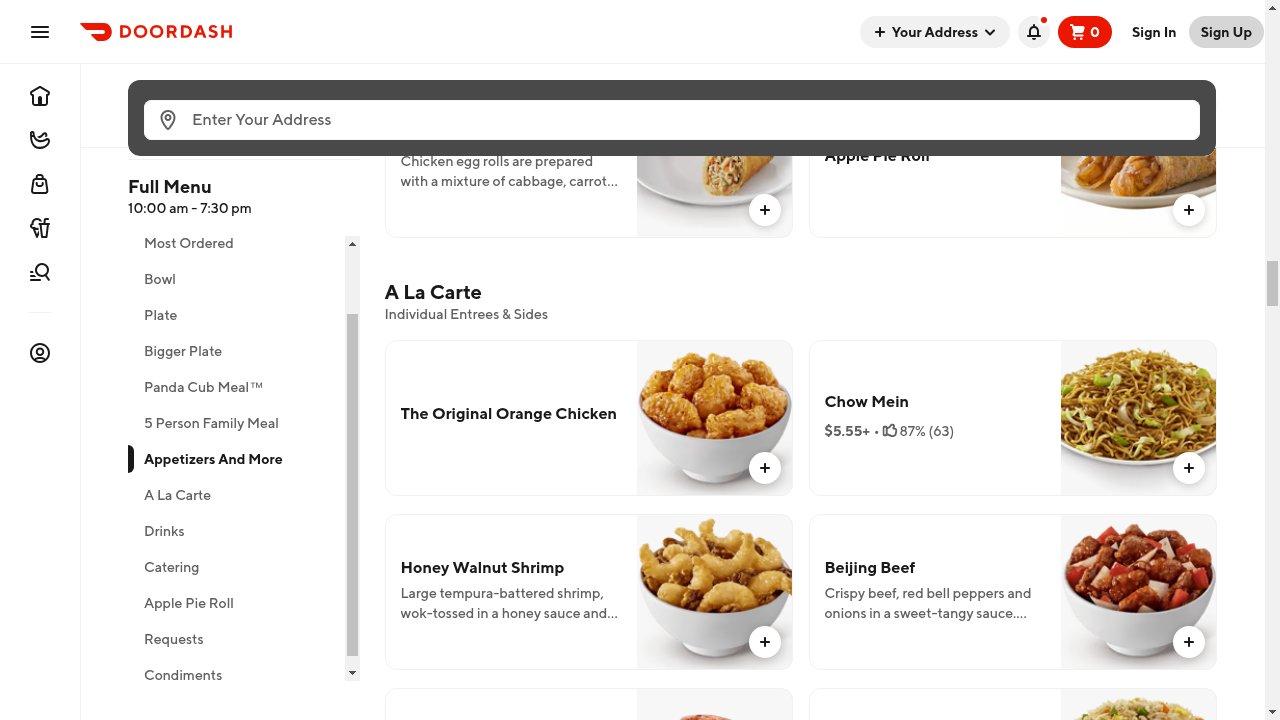 DOORDASH
Your Address
0
Sign In
Sign Up
Enter Your Address
Full Menu
10:00 am - 7:30 pm
Most Ordered
Bowl
Plate
Bigger Plate
Panda Cub Meal™
5 Person Family Meal
Appetizers And More
A La Carte
Drinks
Catering
Apple Pie Roll
Requests
Condiments
Chicken egg rolls are prepared
with a mixture of cabbage, carrot...
Apple Pie Roll
A La Carte
Individual Entrees & Sides
The Original Orange Chicken
Chow Mein
$5.55+ • 87% (63)
Honey Walnut Shrimp
Large tempura-battered shrimp,
wok-tossed in a honey sauce and...
Beijing Beef
Crispy beef, red bell peppers and
onions in a sweet-tangy sauce....